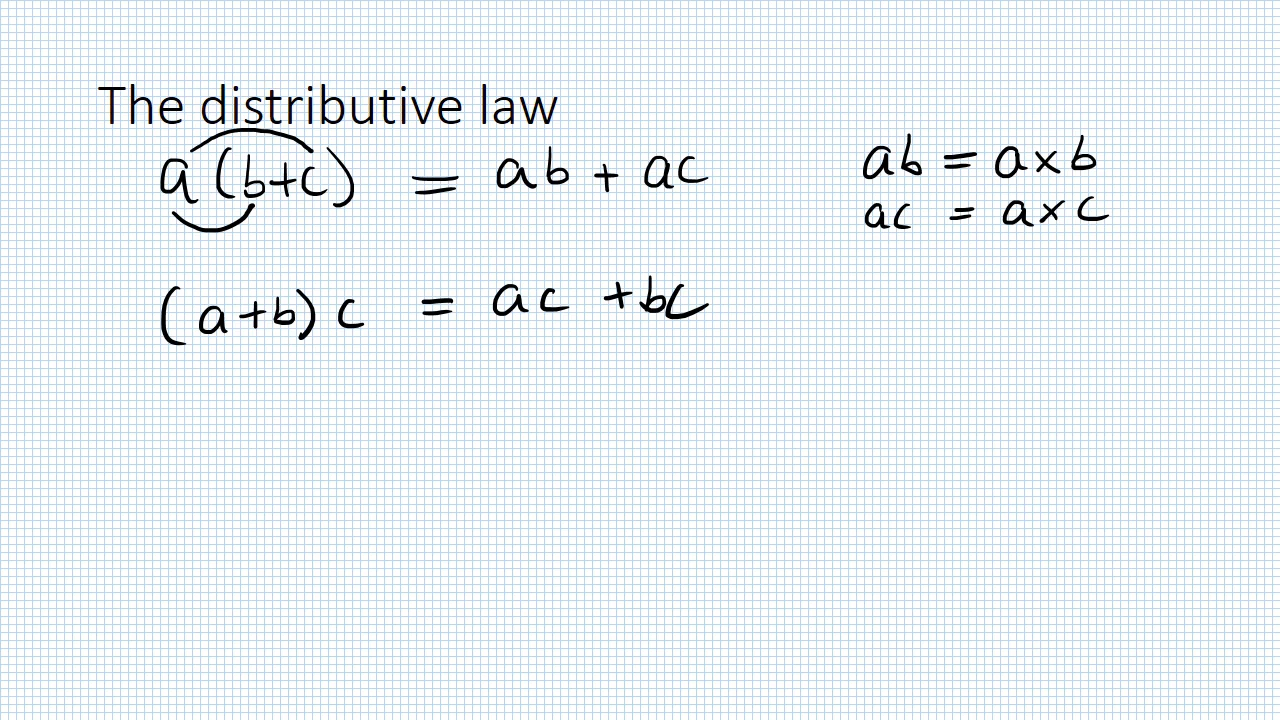 The distributive law
a(b+c) = ab + ac
ab = a×b
ac = a×c
(a+b)c = ac +bc